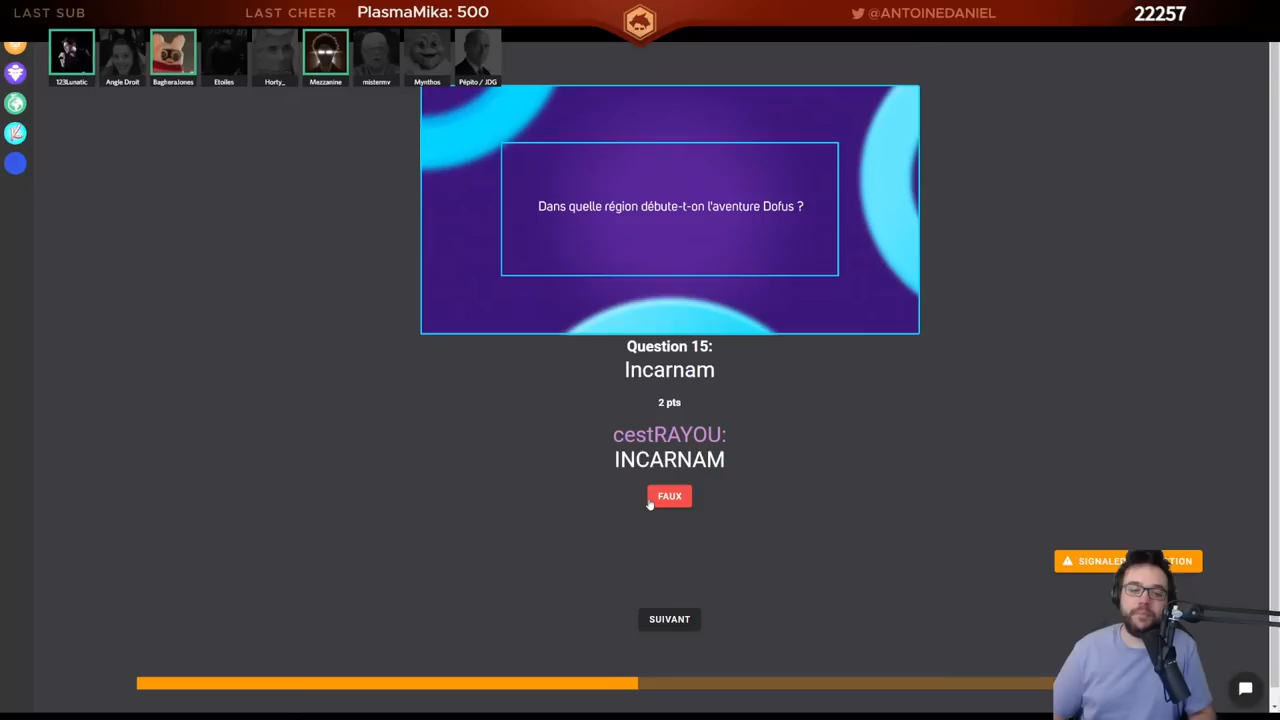 LAST SUB
LAST CHEER
PlasmaMika: 500
@ANTOINEDANIEL
22257
123Lunatic
Angle Droit
BagheraJones
Etoiles
Horty_
Mezzanine
mistermv
Mynthos
Pépito / JDG
Dans quelle région débute-t-on l'aventure Dofus ?
Question 15:
Incarnam
2 pts
cestRAYOU:
INCARNAM
FAUX
SUIVANT